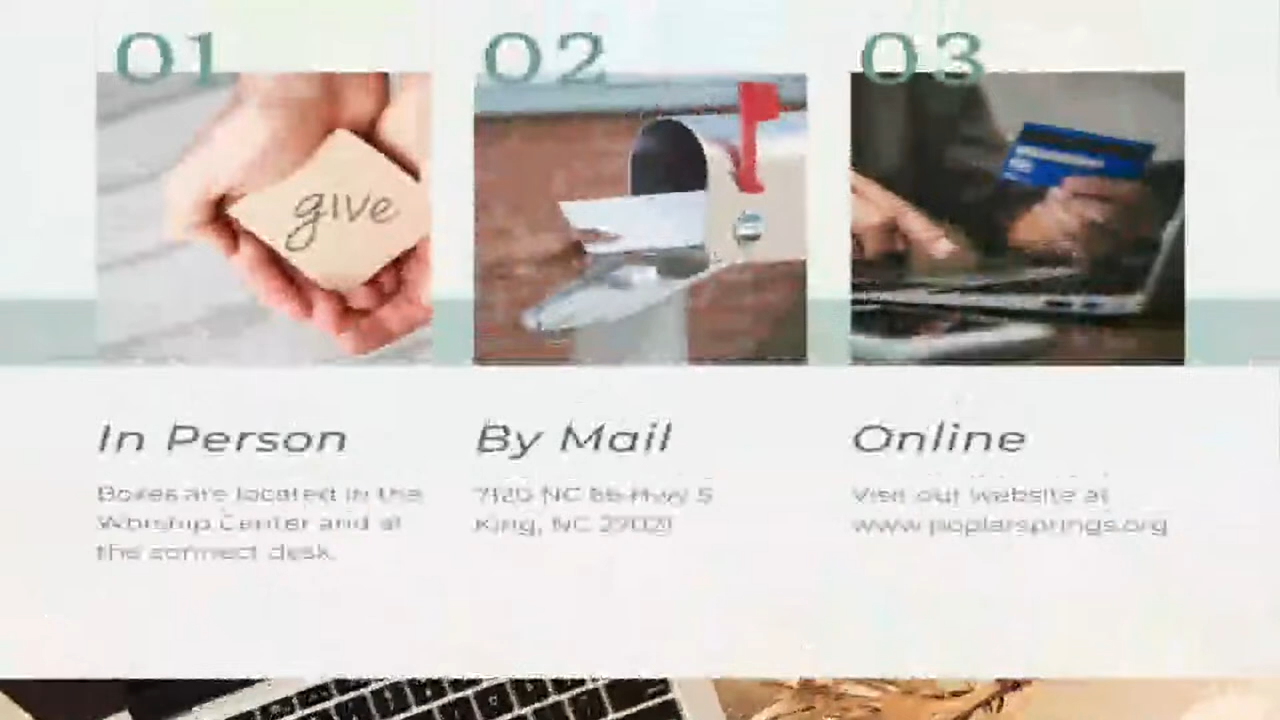 01
02
03
give
In Person
Boxes are located in the
Worship Center and at
the connect desk.
By Mail
7120 NC 66 Hwy S
King, NC 27021
Online
Visit our website at
www.poplarsprings.org